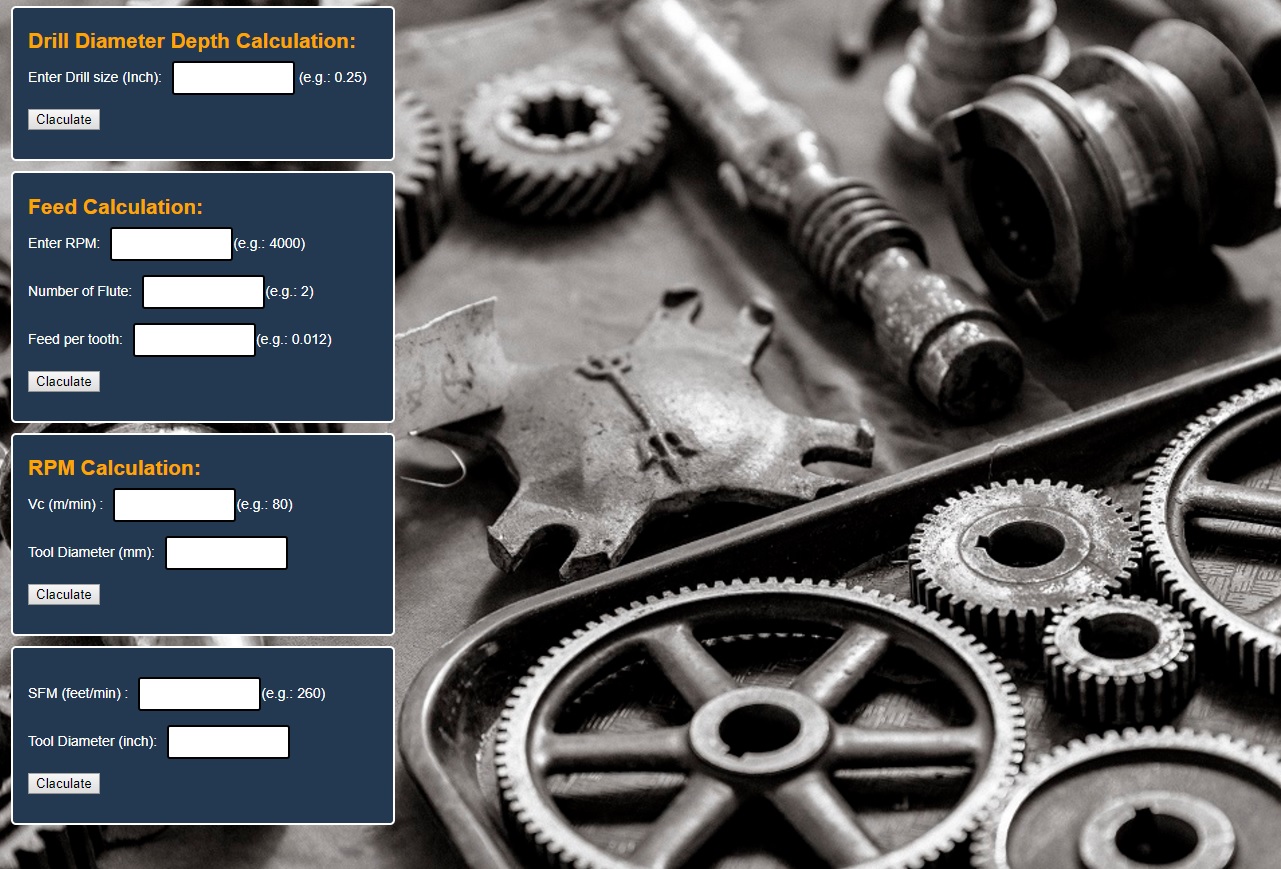 Drill Diameter Depth Calculation:
Enter Drill size (Inch): (e.g.: 0.25)
Claculate
Feed Calculation:
Enter RPM: (e.g.: 4000)
Number of Flute: (e.g.: 2)
Feed per tooth: (e.g.: 0.012)
Claculate
RPM Calculation:
Vc (m/min) : (e.g.: 80)
Tool Diameter (mm):
Claculate
SFM (feet/min) : (e.g.: 260)
Tool Diameter (inch):
Claculate